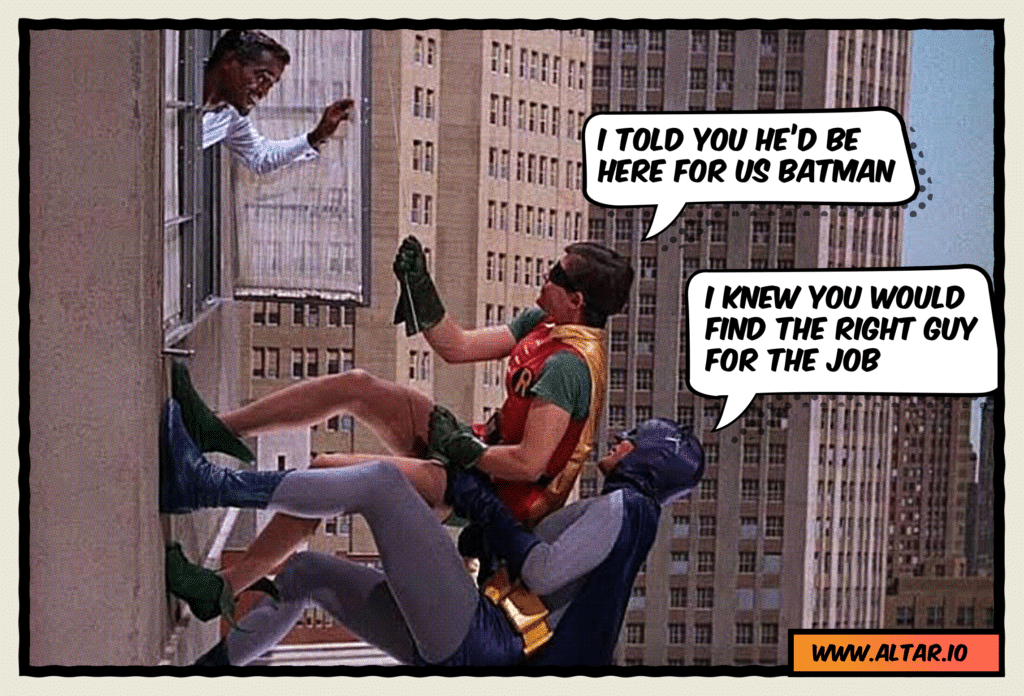 I TOLD YOU HE'D BE
HERE FOR US BATMAN
I KNEW YOU WOULD
FIND THE RIGHT GUY
FOR THE JOB
R
WWW.ALTAR.IO